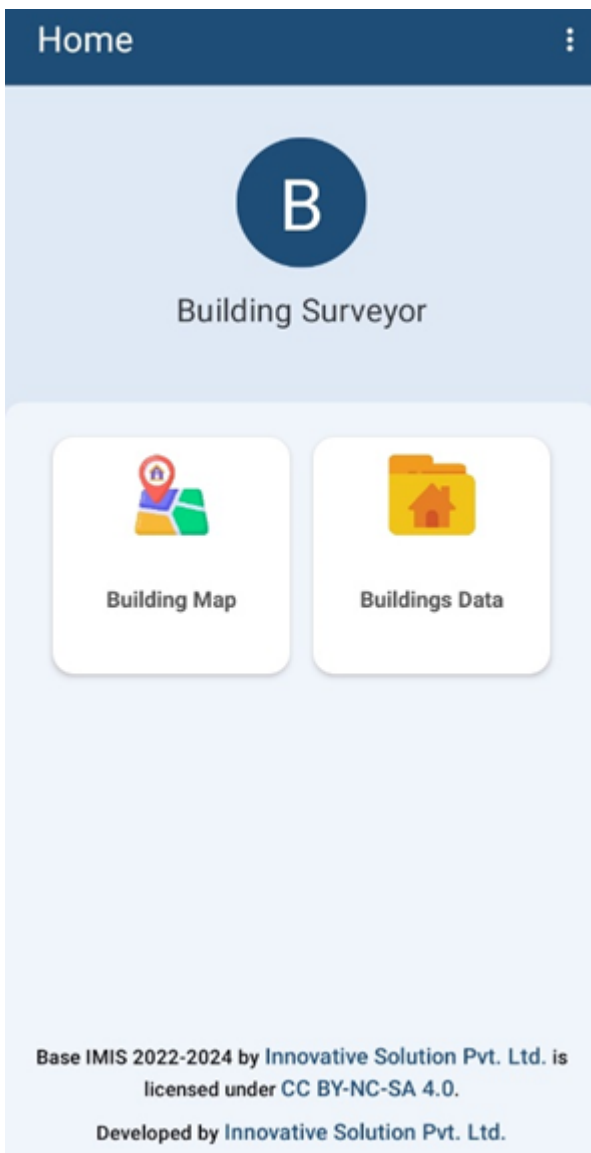 Home
B
Building Surveyor
Building Map
Buildings Data
Base IMIS 2022-2024 by Innovative Solution Pvt. Ltd. is
licensed under CC BY-NC-SA 4.0.
Developed by Innovative Solution Pvt. Ltd.